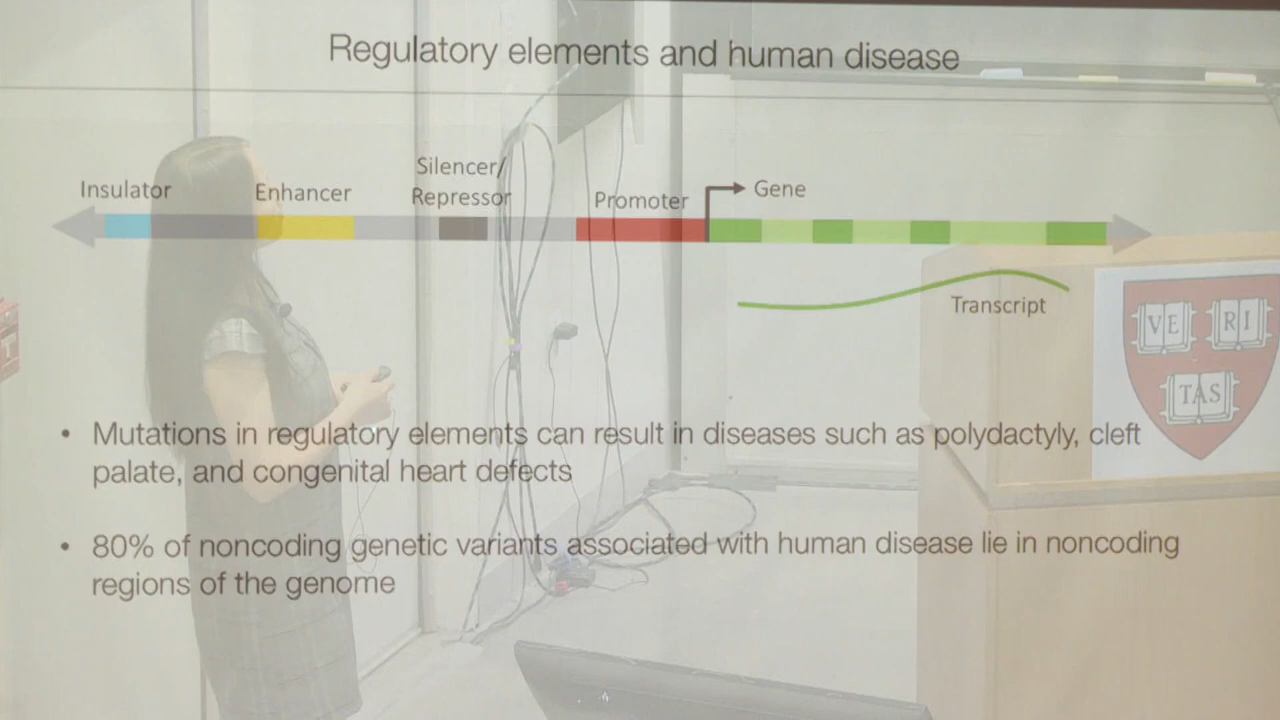 Regulatory elements and human disease
Insulator
Enhancer
Silencer/
Repressor
Promoter
Gene
Transcript
VE RI
TAS
• Mutations in regulatory elements can result in diseases such as polydactyly, cleft
palate, and congenital heart defects
• 80% of noncoding genetic variants associated with human disease lie in noncoding
regions of the genome